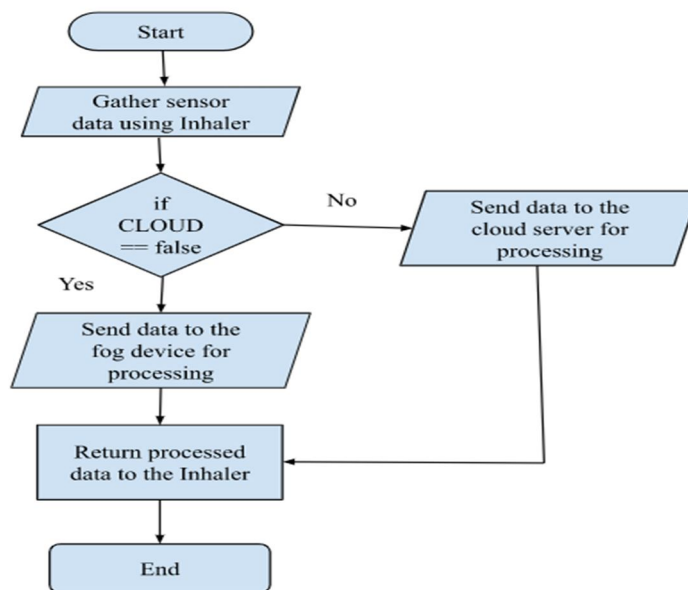 Start
Gather sensor
data using Inhaler
if
CLOUD
== false
No
Send data to the
cloud server for
processing
Yes
Send data to the
fog device for
processing
Return processed
data to the Inhaler
End